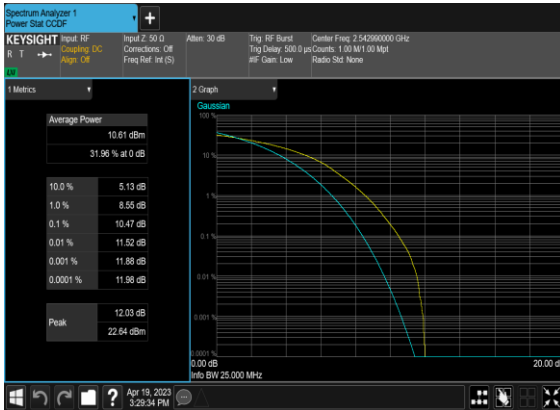 Spectrum Analyzer 1
Power Stat CCDF
KEYSIGHT
R T
LV
Input: RF
Coupling: DC
Align: Off
Input Z: 50 Ω
Corrections: Off
Freq Ref: Int (S)
Atten: 30 dB
Trig: RF Burst
Trig Delay: 500.0 µs
#IF Gain: Low
Center Freq: 2.542990000 GHz
Counts: 1.00 M/1.00 Mpt
Radio Std: None
1 Metrics
Average Power
10.61 dBm
31.96 % at 0 dB
10.0 % 5.13 dB
1.0 % 8.55 dB
0.1 % 10.47 dB
0.01 % 11.52 dB
0.001 % 11.88 dB
0.0001 % 11.98 dB
Peak
12.03 dB
22.64 dBm
2 Graph
Gaussian
100 %
10 %
1 %
0.1 %
0.01 %
0.001 %
0.0001 %
0.00 dB
20.00 d
Info BW 25.000 MHz
Apr 19, 2023
3:29:34 PM